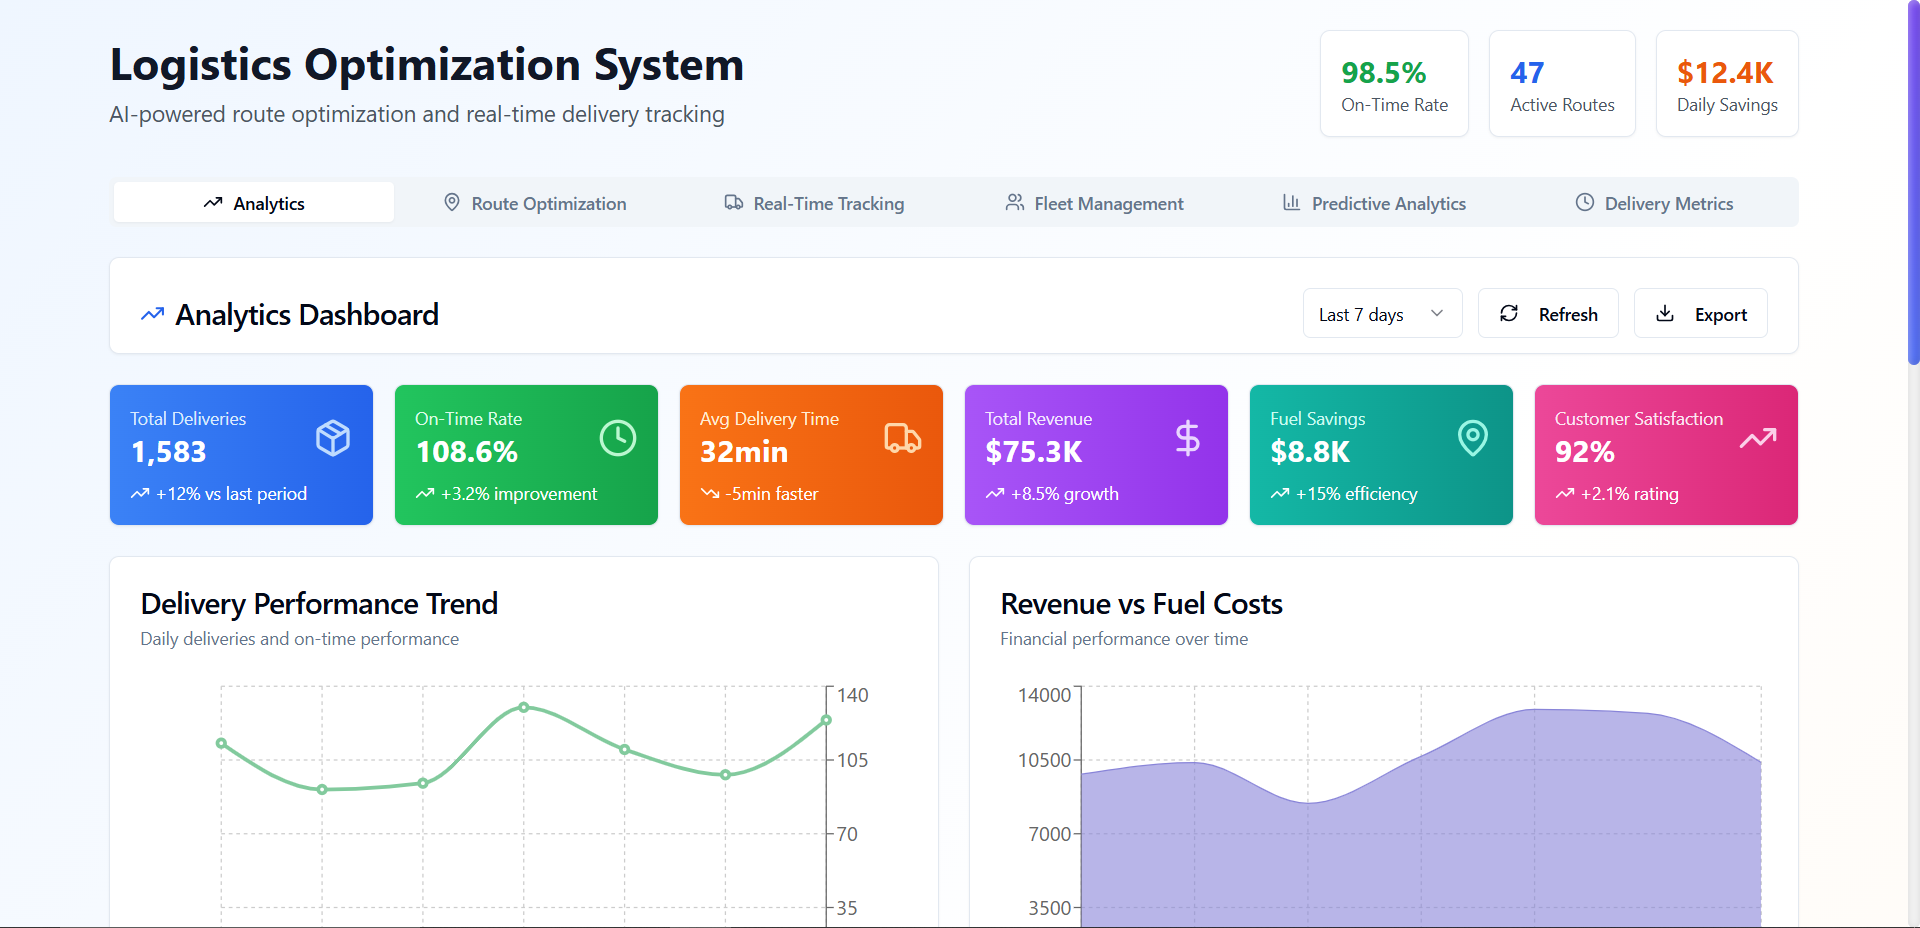 Logistics Optimization System
AI-powered route optimization and real-time delivery tracking
98.5%
On-Time Rate
47
Active Routes
$12.4K
Daily Savings
Analytics
Route Optimization
Real-Time Tracking
Fleet Management
Predictive Analytics
Delivery Metrics
Analytics Dashboard
Last 7 days
Refresh
Export
Total Deliveries
1,583
+12% vs last period
On-Time Rate
108.6%
+3.2% improvement
Avg Delivery Time
32min
-5min faster
Total Revenue
$75.3K
+8.5% growth
Fuel Savings
$8.8K
+15% efficiency
Customer Satisfaction
92%
+2.1% rating
Delivery Performance Trend
Daily deliveries and on-time performance
140
105
70
35
Revenue vs Fuel Costs
Financial performance over time
14000
10500
7000
3500